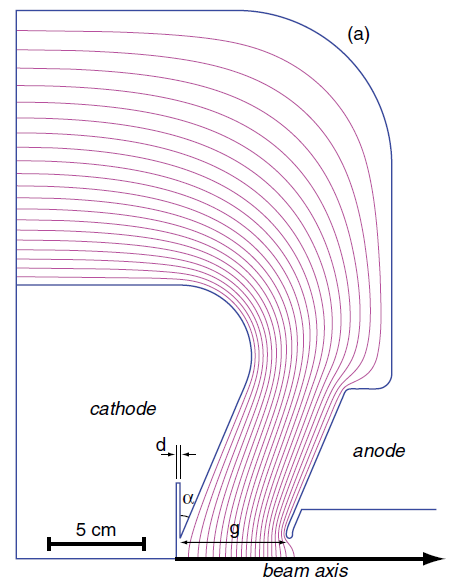 (a)
cathode
d
anode
α
5 cm
g
beam axis